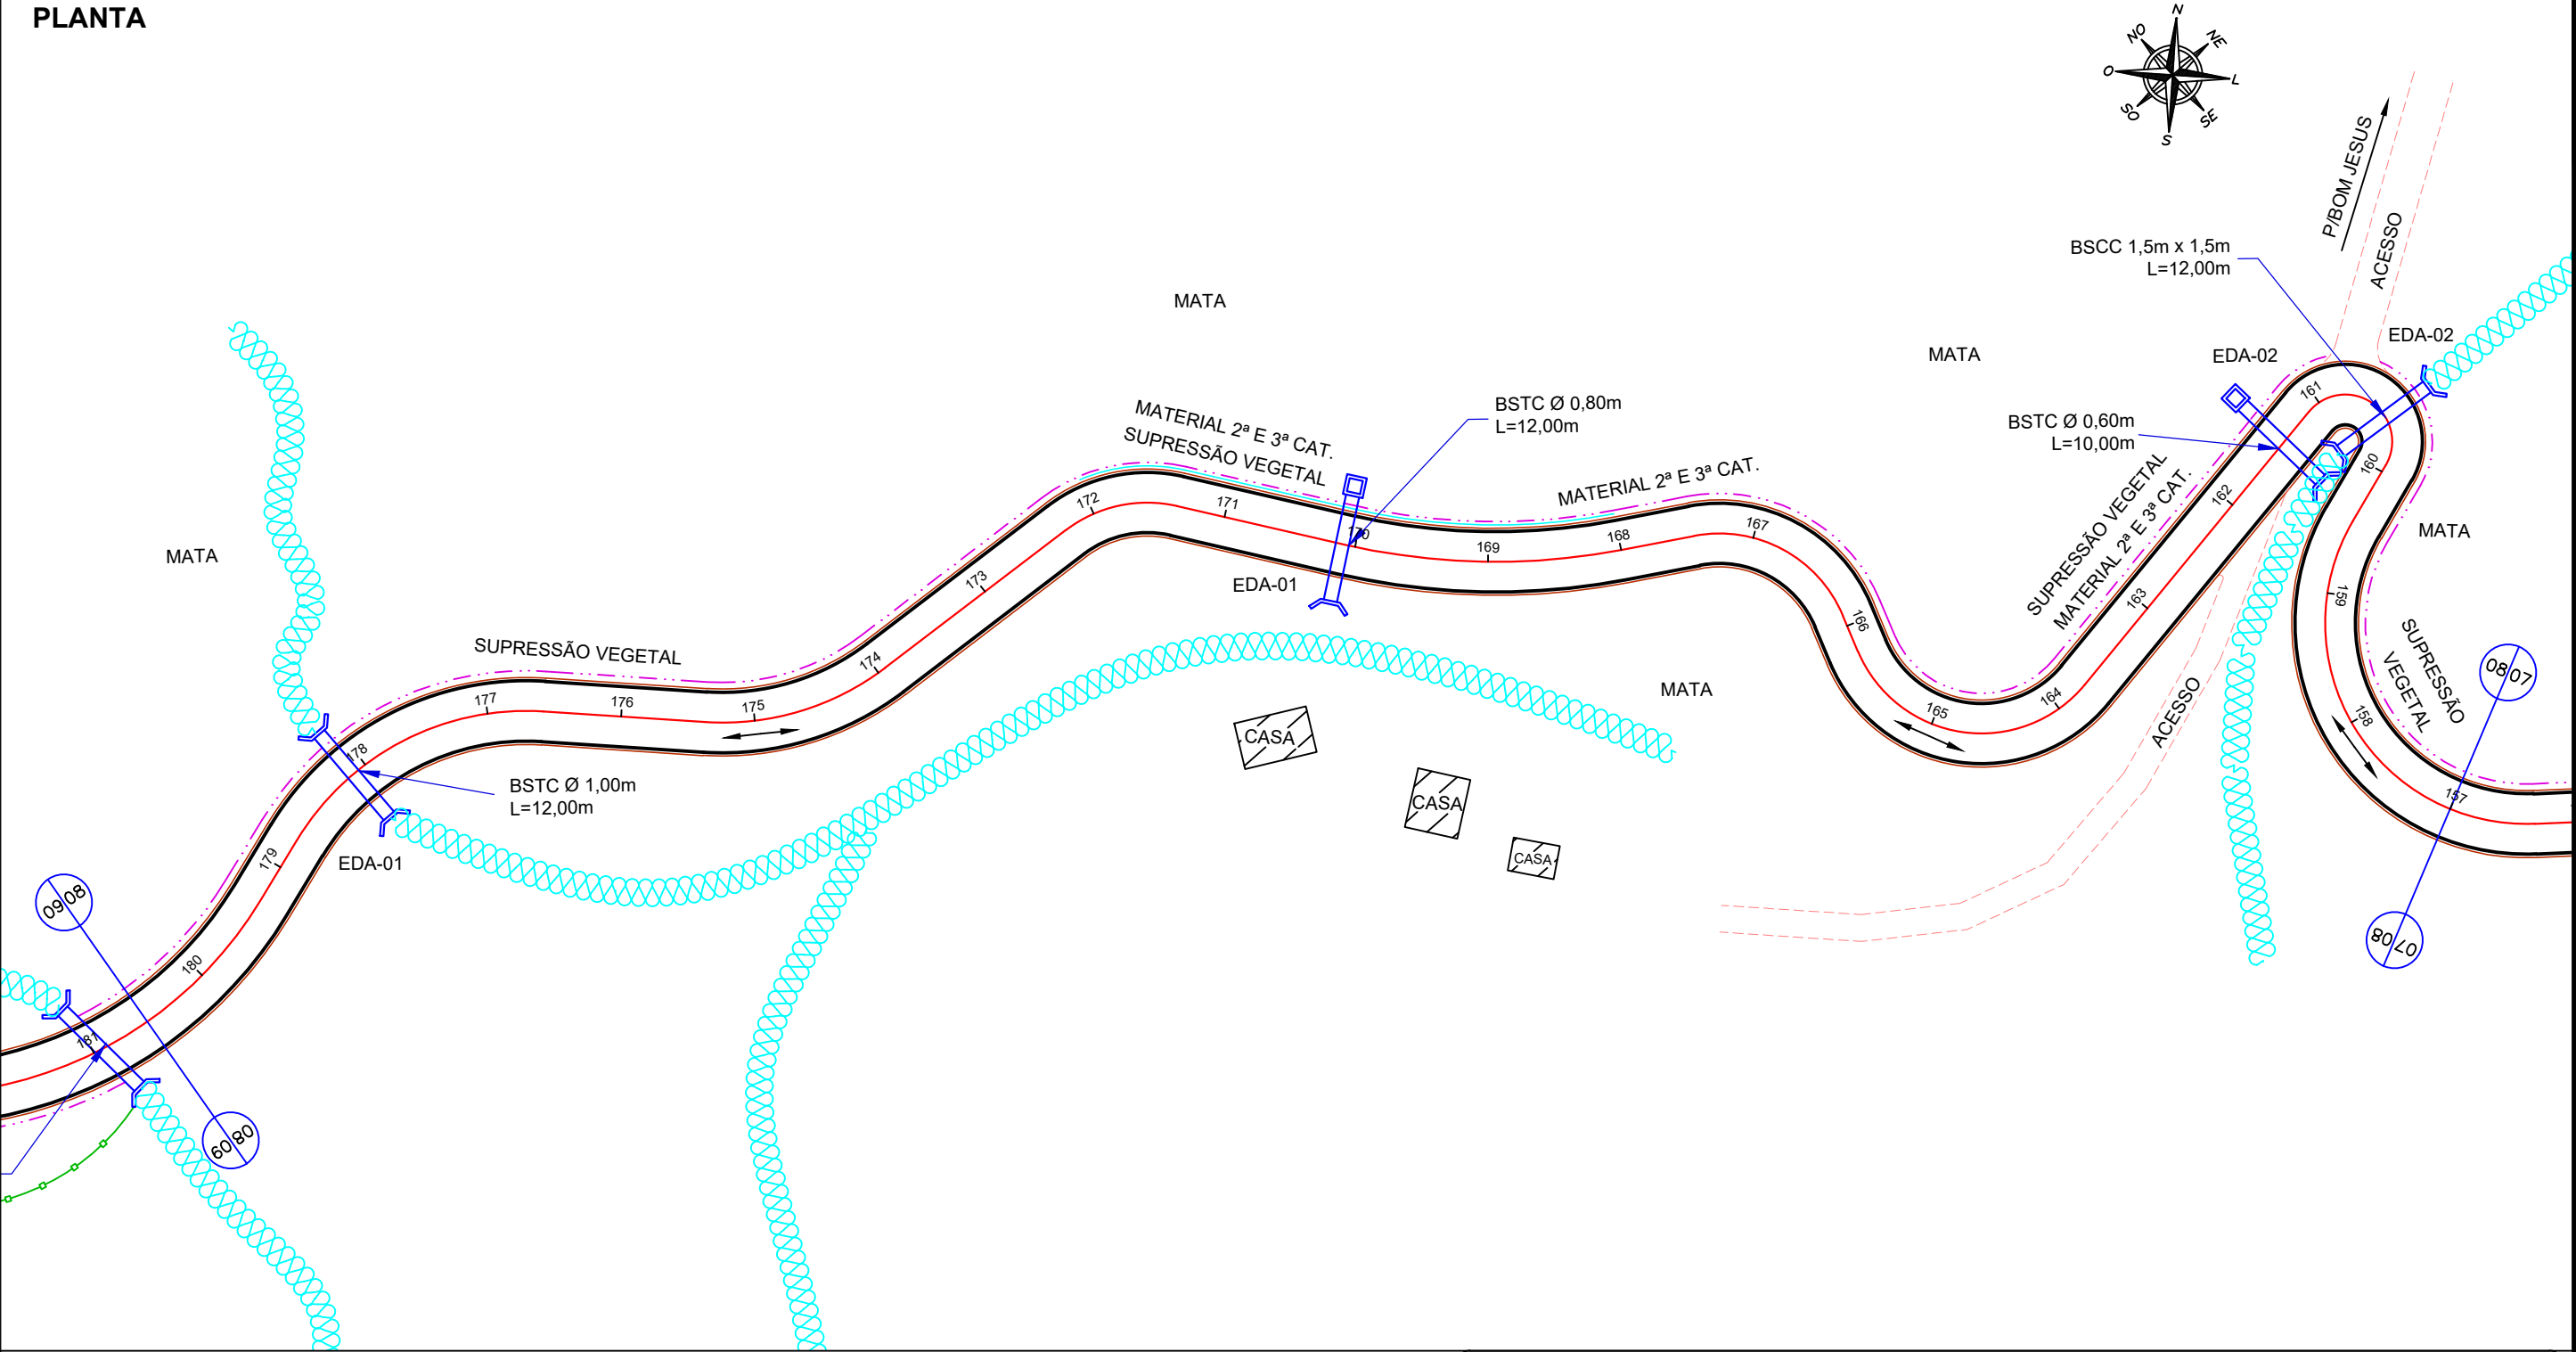 PLANTA
N
NE
L
SE
S
SO
O
NO
P/BOM JESUS
ACESSO
BSCC 1,5m x 1,5m
L=12,00m
MATA
EDA-02
EDA-02
MATA
BSTC Ø 0,60m
L=10,00m
BSTC Ø 0,80m
L=12,00m
MATERIAL 2ª E 3ª CAT.
SUPRESSÃO VEGETAL
MATERIAL 2ª E 3ª CAT.
SUPRESSÃO VEGETAL
MATERIAL 2ª E 3ª CAT.
MATA
MATA
EDA-01
SUPRESSÃO VEGETAL
MATA
SUPRESSÃO
VEGETAL
ACESSO
CASA
CASA
CASA
BSTC Ø 1,00m
L=12,00m
EDA-01
157
158
159
160
161
162
163
164
165
166
167
168
169
170
171
172
173
174
175
176
177
178
179
180
181
08 07
07 08
09 08
08 09